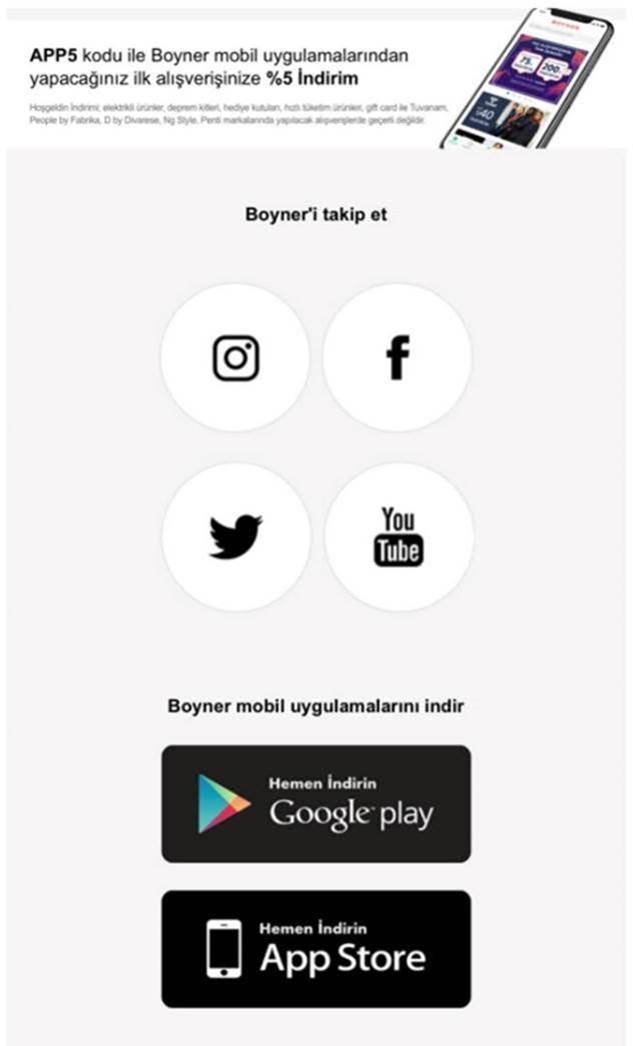 APP5 kodu ile Boyner mobil uygulamalarından
yapacağınız ilk alışverişinize %5 İndirim
Hoşgeldin İndirimi; elektrikli ürünler, deprem kitleri, hediye kutuları, hızlı tüketim ürünleri, gift card ile Tuvanam,
People by Fabrika, D by Divarese, Ng Style, Penti markalarında yapılacak alışverişlerde geçerli değildir.
BOYNER
75
200
%40
Boyner'i takip et
f
You
Tube
Boyner mobil uygulamalarını indir
Hemen İndirin
Google play
Hemen İndirin
App Store